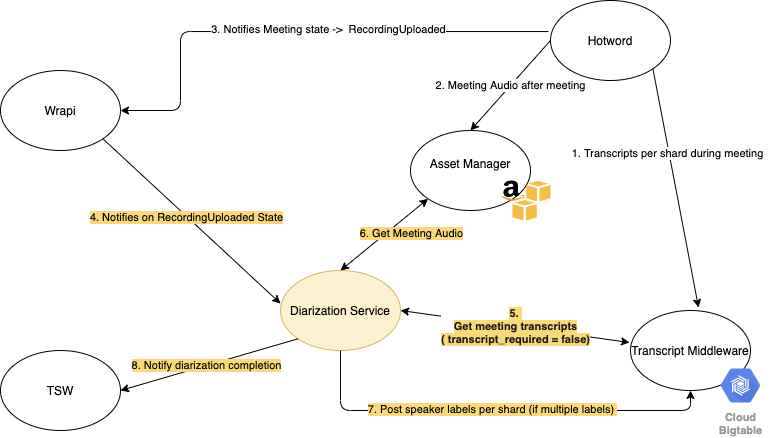 3. Notifies Meeting state -> RecordingUploaded
Hotword
2. Meeting Audio after meeting
Wrapi
1. Transcripts per shard during meeting
Asset Manager
a
4. Notifies on RecordingUploaded State
6. Get Meeting Audio
Diarization Service
5.
Get meeting transcripts
( transcript_required = false)
Transcript Middleware
8. Notify diarization completion
TSW
7. Post speaker labels per shard (if multiple labels)
Cloud
Bigtable